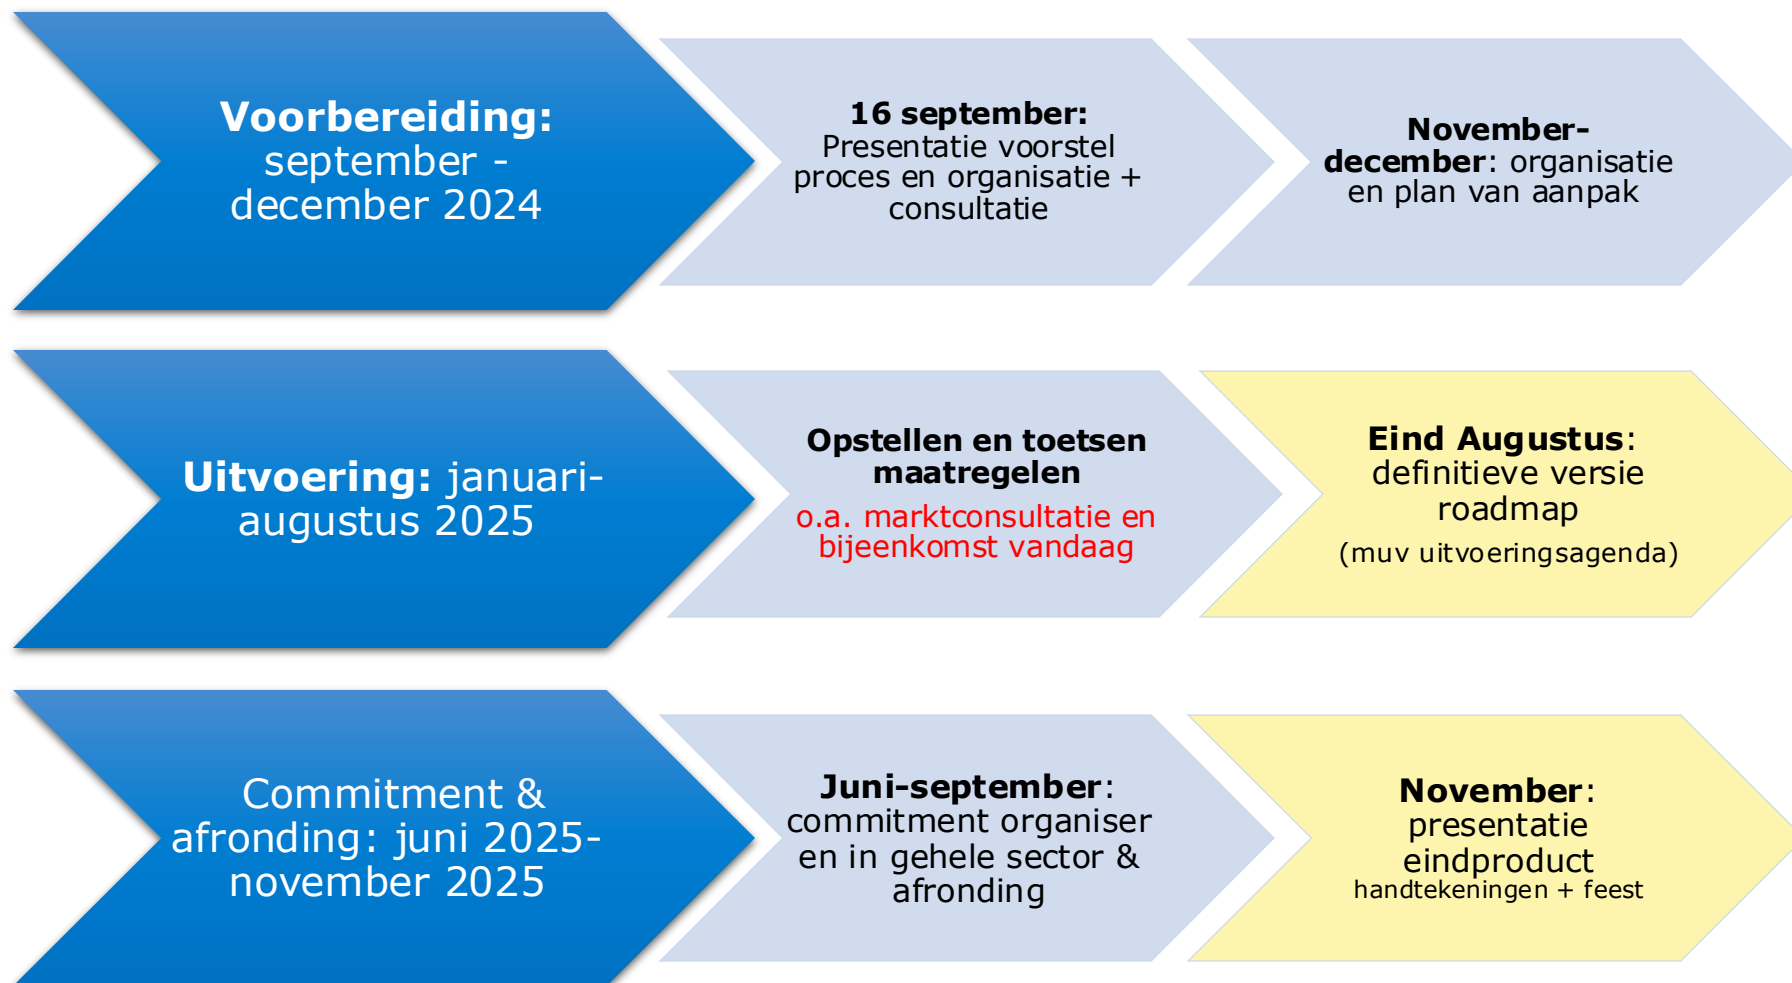 Voorbereiding:
september -
december 2024
16 september:
Presentatie voorstel
proces en organisatie +
consultatie
November-
december: organisatie
en plan van aanpak
Uitvoering: januari-
augustus 2025
Opstellen en toetsen
maatregelen
o.a. marktconsultatie en
bijeenkomst vandaag
Eind Augustus:
definitieve versie
roadmap
(muv uitvoeringsagenda)
Commitment &
afronding: juni 2025-
november 2025
Juni-september:
commitment organiser
en in gehele sector &
afronding
November:
presentatie
eindproduct
handtekeningen + feest